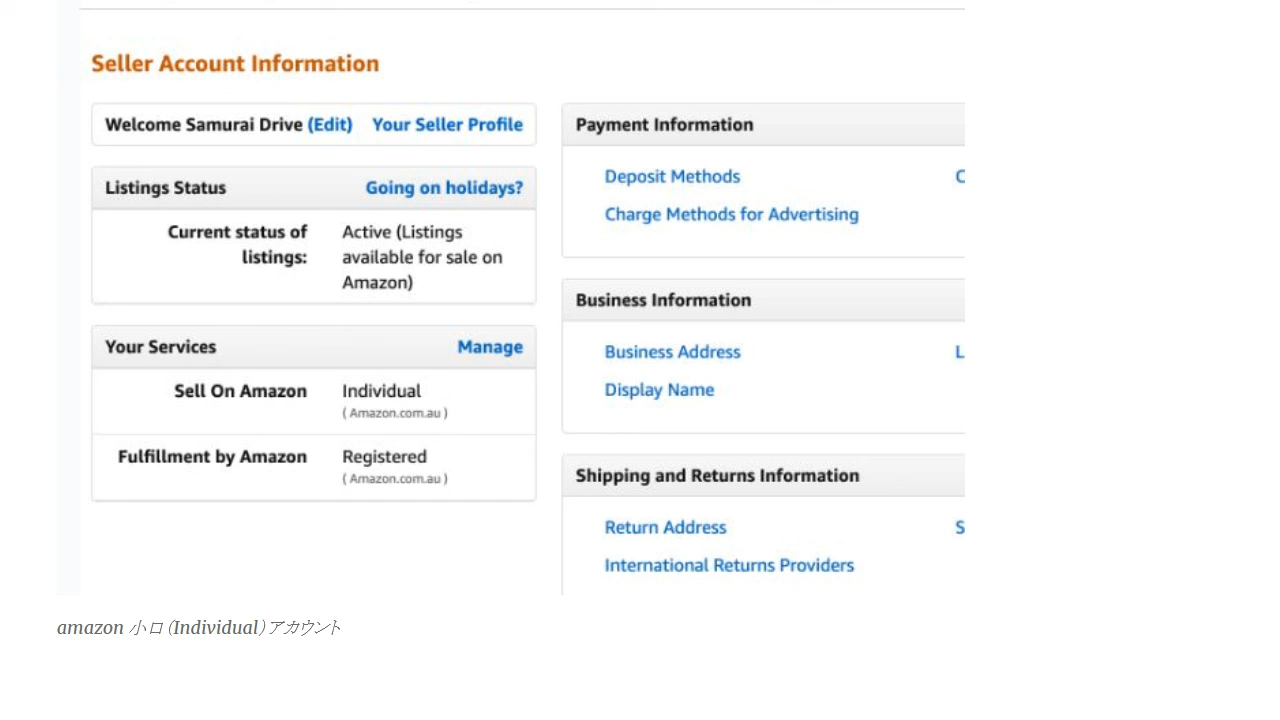 Seller Account Information
Welcome Samurai Drive (Edit) Your Seller Profile
Listings Status Going on holidays?
Current status of listings:
Active (Listings available for sale on Amazon)
Your Services Manage
Sell On Amazon Individual
( Amazon.com.au )
Fulfillment by Amazon Registered
( Amazon.com.au )
Payment Information
Deposit Methods
Charge Methods for Advertising
Business Information
Business Address L
Display Name
Shipping and Returns Information
Return Address S
International Returns Providers
amazon 小口（Individual）アカウント